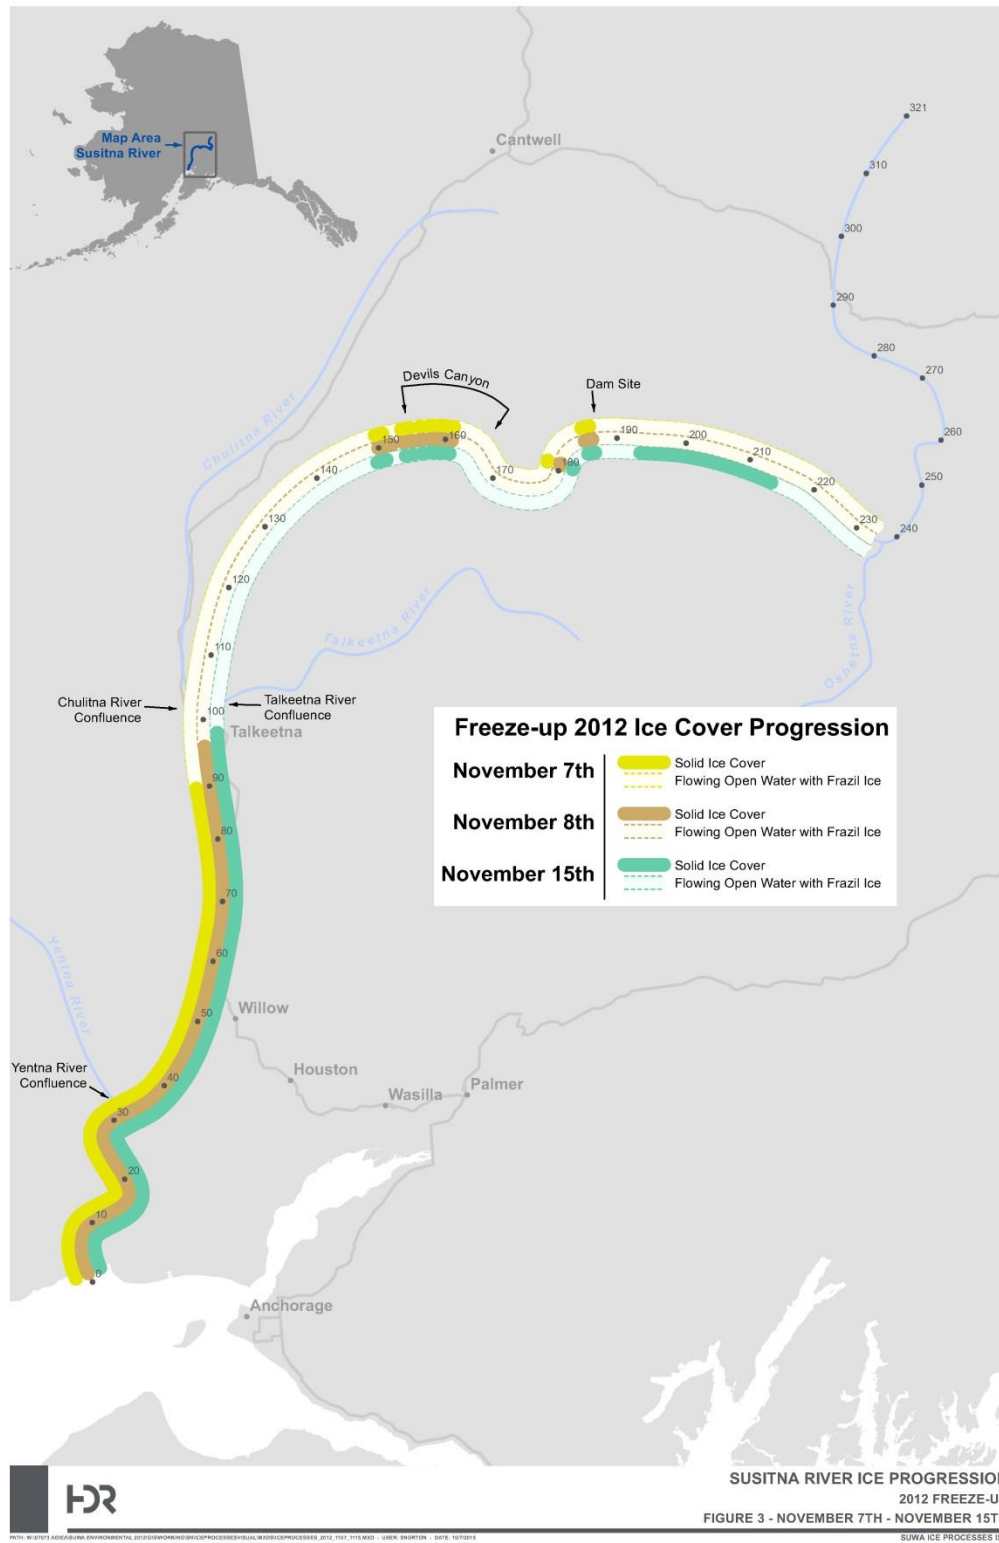 321
Cantwell
Map Area
Susitna River
310
300
290
280
270
260
250
240
Devils Canyon
Dam Site
Chulitna River
150
160
170
180
190
200
210
220
230
140
130
120
110
Talkeetna River
Oshetna River
Chulitna River
Confluence
Talkeetna River
Confluence
100
Talkeetna
90
80
70
60
50
40
30
20
10
0
Freeze-up 2012 Ice Cover Progression
November 7th
Solid Ice Cover
Flowing Open Water with Frazil Ice
November 8th
Solid Ice Cover
Flowing Open Water with Frazil Ice
November 15th
Solid Ice Cover
Flowing Open Water with Frazil Ice
Yentna River
Willow
Yentna River
Confluence
Houston
Wasilla
Palmer
Anchorage
HDR
SUSITNA RIVER ICE PROGRESSION
2012 FREEZE-U
FIGURE 3 - NOVEMBER 7TH - NOVEMBER 15T
SUWA ICE PROCESSES